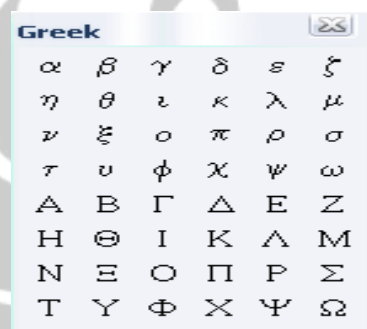 Greek
α β γ δ ε ζ
η θ ι κ λ μ
ν ξ ο π ρ σ
τ υ φ χ ψ ω
Α Β Γ Δ Ε Ζ
Η Θ Ι Κ Λ Μ
Ν Ξ Ο Π Ρ Σ
Τ Υ Φ Χ Ψ Ω